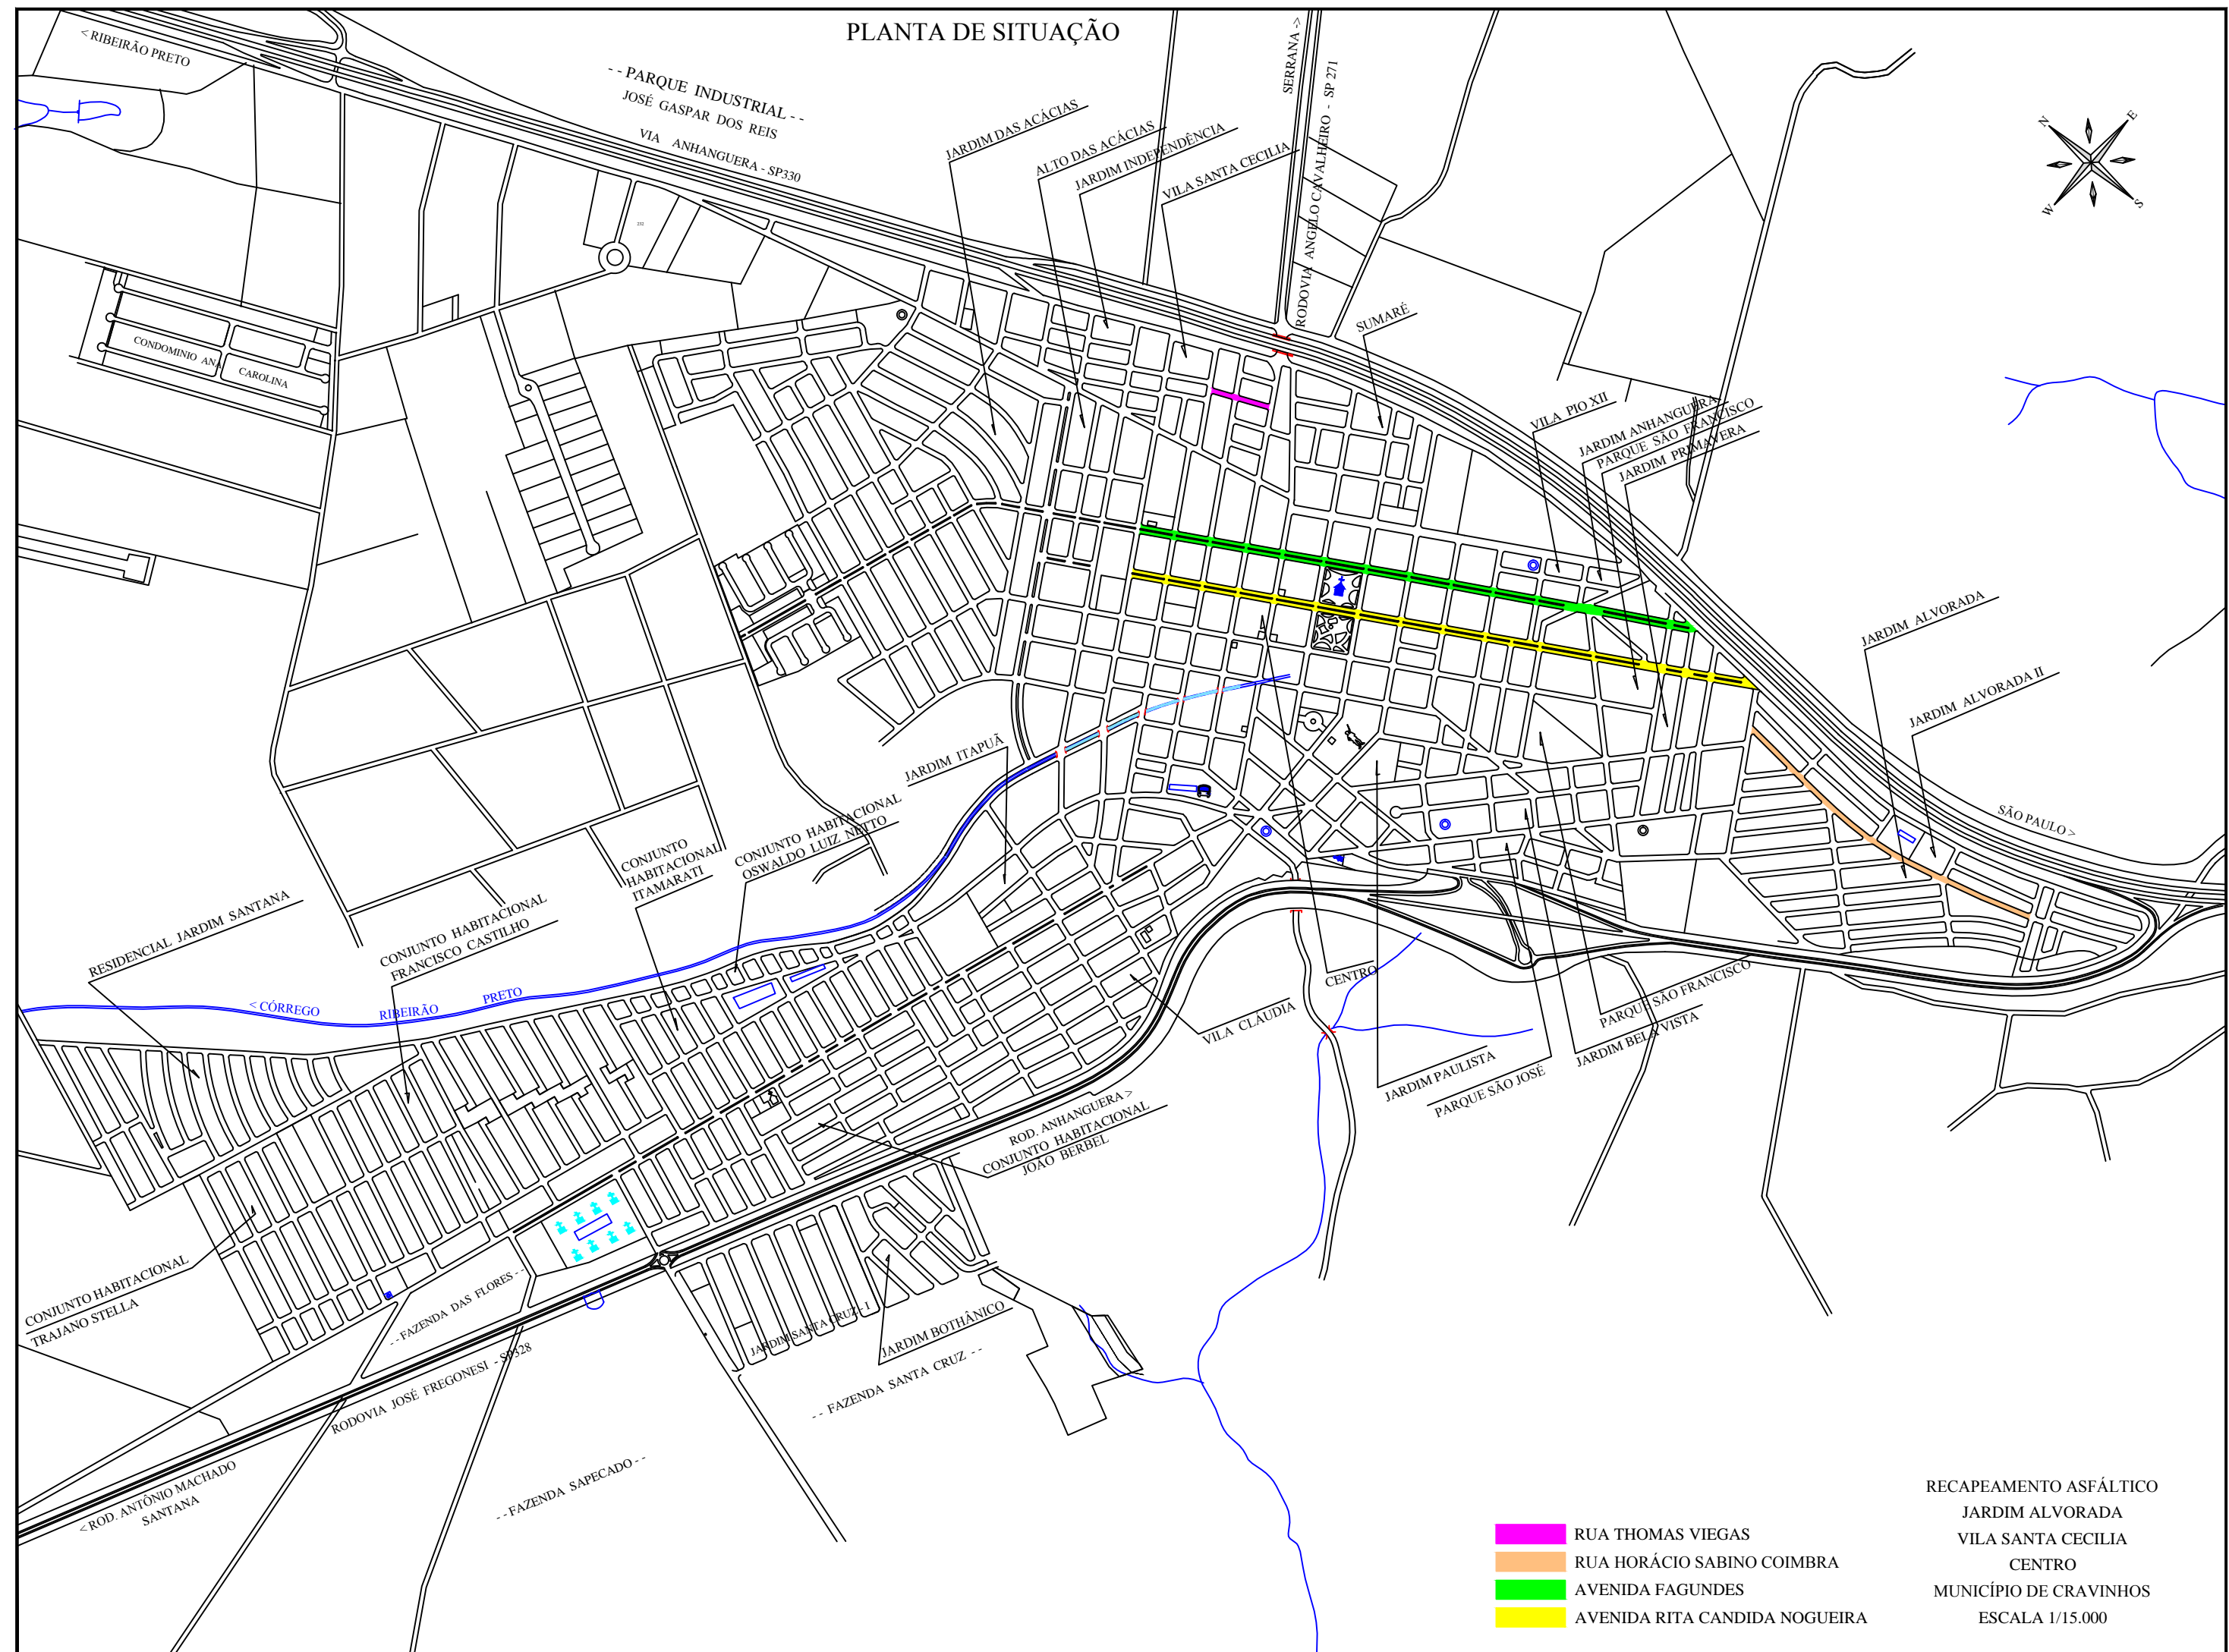 PLANTA DE SITUAÇÃO
< RIBEIRÃO PRETO
- - PARQUE INDUSTRIAL - -
JOSÉ GASPAR DOS REIS
VIA ANHANGUERA - SP330
SERRANA ->
RODOVIA ANGELO CAVALHEIRO - SP 271
JARDIM DAS ACÁCIAS
ALTO DAS ACÁCIAS
JARDIM INDEPENDÊNCIA
VILA SANTA CECILIA
N
E
W
S
SUMARÉ
CONDOMINIO ANA
CAROLINA
VILA PIO XII
JARDIM ANHANGUERA
PARQUE SÃO FRANCISCO
JARDIM PRIMAVERA
JARDIM ALVORADA
JARDIM ALVORADA II
SÃO PAULO >
JARDIM ITAPUÃ
CONJUNTO HABITACIONAL
OSWALDO LUIZ NETTO
CONJUNTO
HABITACIONAL
ITAMARATI
RESIDENCIAL JARDIM SANTANA
CONJUNTO HABITACIONAL
FRANCISCO CASTILHO
< CÓRREGO
RIBEIRÃO
PRETO
CENTRO
VILA CLÁUDIA
PARQUE SÃO FRANCISCO
JARDIM BELA VISTA
JARDIM PAULISTA
PARQUE SÃO JOSÉ
ROD. ANHANGUERA >
CONJUNTO HABITACIONAL
JOÃO BERBEL
CONJUNTO HABITACIONAL
TRAJANO STELLA
- - FAZENDA DAS FLORES - -
RODOVIA JOSÉ FREGONESI - SP328
JARDIM SANTA CRUZ - I
JARDIM BOTHÂNICO
- - FAZENDA SANTA CRUZ - -
- - FAZENDA SAPECADO - -
< ROD. ANTÔNIO MACHADO
SANTANA
RUA THOMAS VIEGAS
RUA HORÁCIO SABINO COIMBRA
AVENIDA FAGUNDES
AVENIDA RITA CANDIDA NOGUEIRA
RECAPEAMENTO ASFÁLTICO
JARDIM ALVORADA
VILA SANTA CECILIA
CENTRO
MUNICÍPIO DE CRAVINHOS
ESCALA 1/15.000